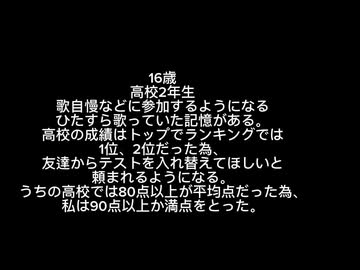 16歳
高校2年生
歌自慢などに参加するようになる
ひたすら歌っていた記憶がある。
高校の成績はトップでランキングでは
1位、2位だった為、
友達からテストを入れ替えてほしいと
頼まれるようになる。
うちの高校では80点以上が平均点だった為、
私は90点以上か満点をとった。